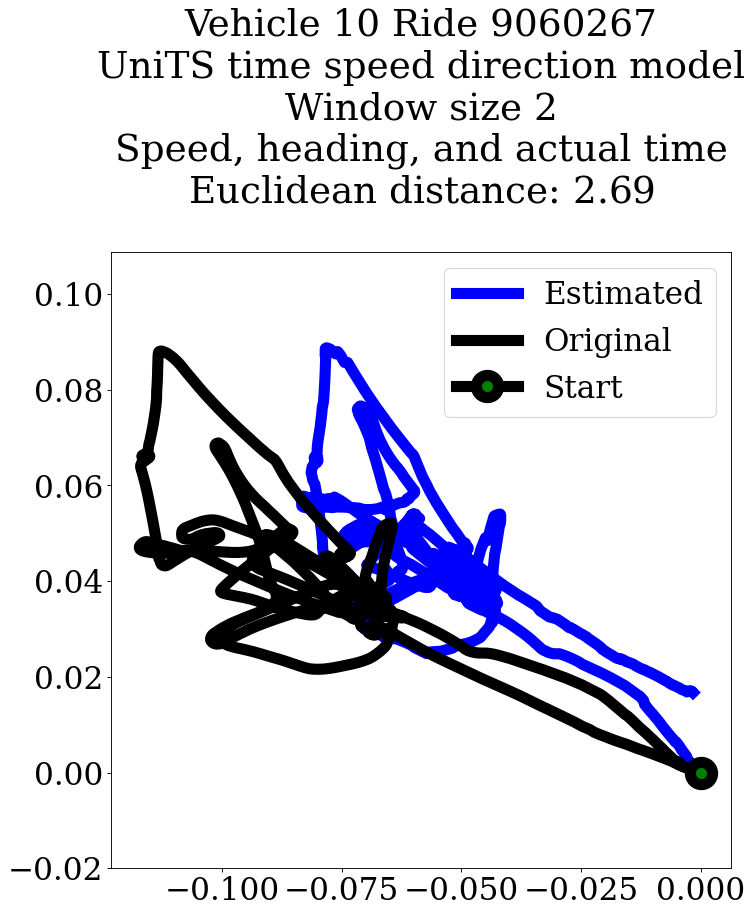 Vehicle 10 Ride 9060267
UniTS time speed direction model
Window size 2
Speed, heading, and actual time
Euclidean distance: 2.69
Estimated
Original
Start
0.10
0.08
0.06
0.04
0.02
0.00
−0.02
−0.100
−0.075
−0.050
−0.025
0.000